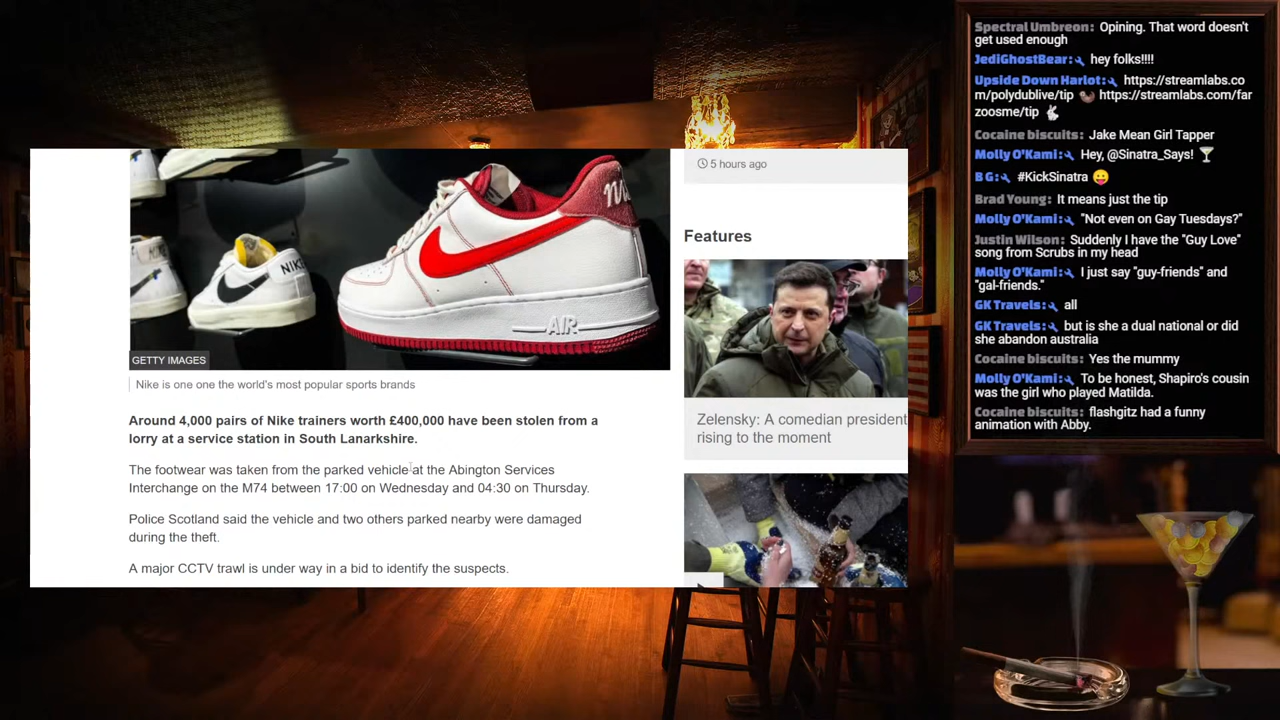 NIKE
AIR
GETTY IMAGES
Nike is one one the world's most popular sports brands
Around 4,000 pairs of Nike trainers worth £400,000 have been stolen from a
lorry at a service station in South Lanarkshire.
The footwear was taken from the parked vehicle at the Abington Services
Interchange on the M74 between 17:00 on Wednesday and 04:30 on Thursday.
Police Scotland said the vehicle and two others parked nearby were damaged
during the theft.
A major CCTV trawl is under way in a bid to identify the suspects.
5 hours ago
Features
Zelensky: A comedian president
rising to the moment
Spectral Umbreon: Opining. That word doesn't
get used enough
JediGhostBear: hey folks!!!!
Upside Down Harlot: https://streamlabs.co
m/polydublive/tip 🦦 https://streamlabs.com/far
zoosme/tip 🐇
Cocaine biscuits: Jake Mean Girl Tapper
Molly O'Kami: Hey, @Sinatra_Says! 🍸
B G: #KickSinatra 😛
Brad Young: It means just the tip
Molly O'Kami: "Not even on Gay Tuesdays?"
Justin Wilson: Suddenly I have the "Guy Love"
song from Scrubs in my head
Molly O'Kami: I just say "guy-friends" and
"gal-friends."
GK Travels: all
GK Travels: but is she a dual national or did
she abandon australia
Cocaine biscuits: Yes the mummy
Molly O'Kami: To be honest, Shapiro's cousin
was the girl who played Matilda.
Cocaine biscuits: flashgitz had a funny
animation with Abby.